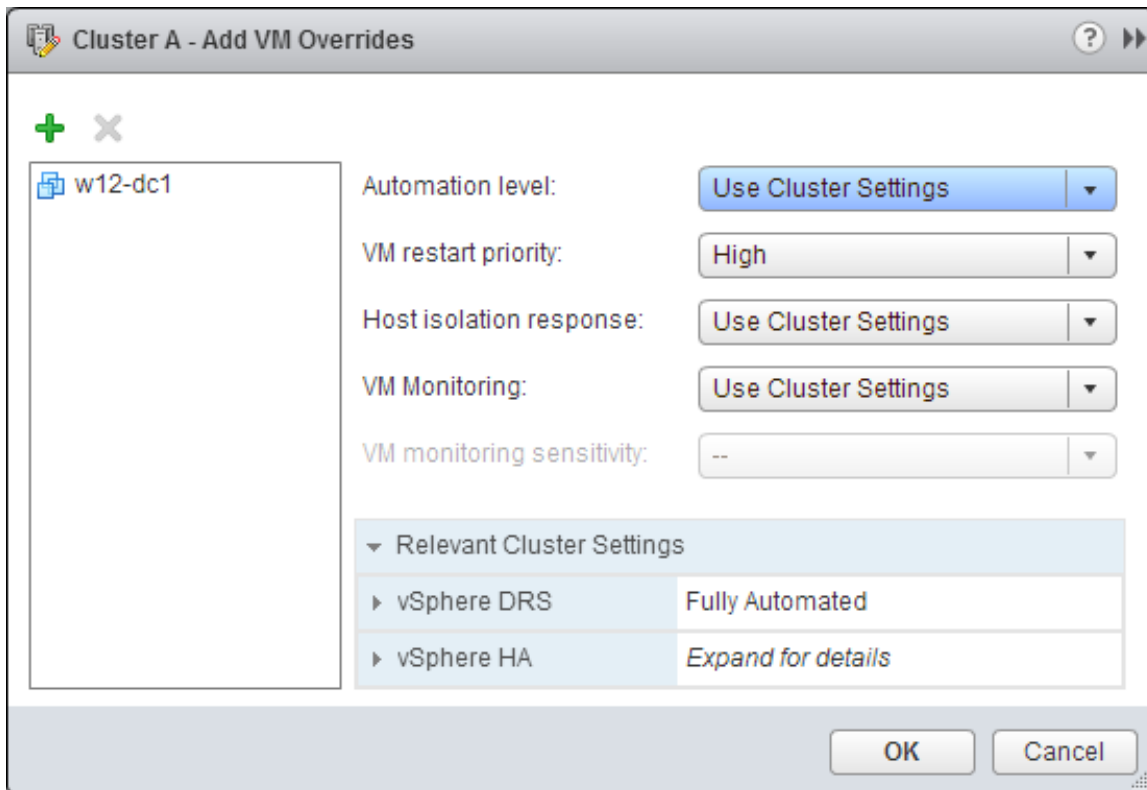 Cluster A - Add VM Overrides
w12-dc1
Automation level: Use Cluster Settings
VM restart priority: High
Host isolation response: Use Cluster Settings
VM Monitoring: Use Cluster Settings
VM monitoring sensitivity: --
Relevant Cluster Settings
vSphere DRS Fully Automated
vSphere HA Expand for details
OK Cancel